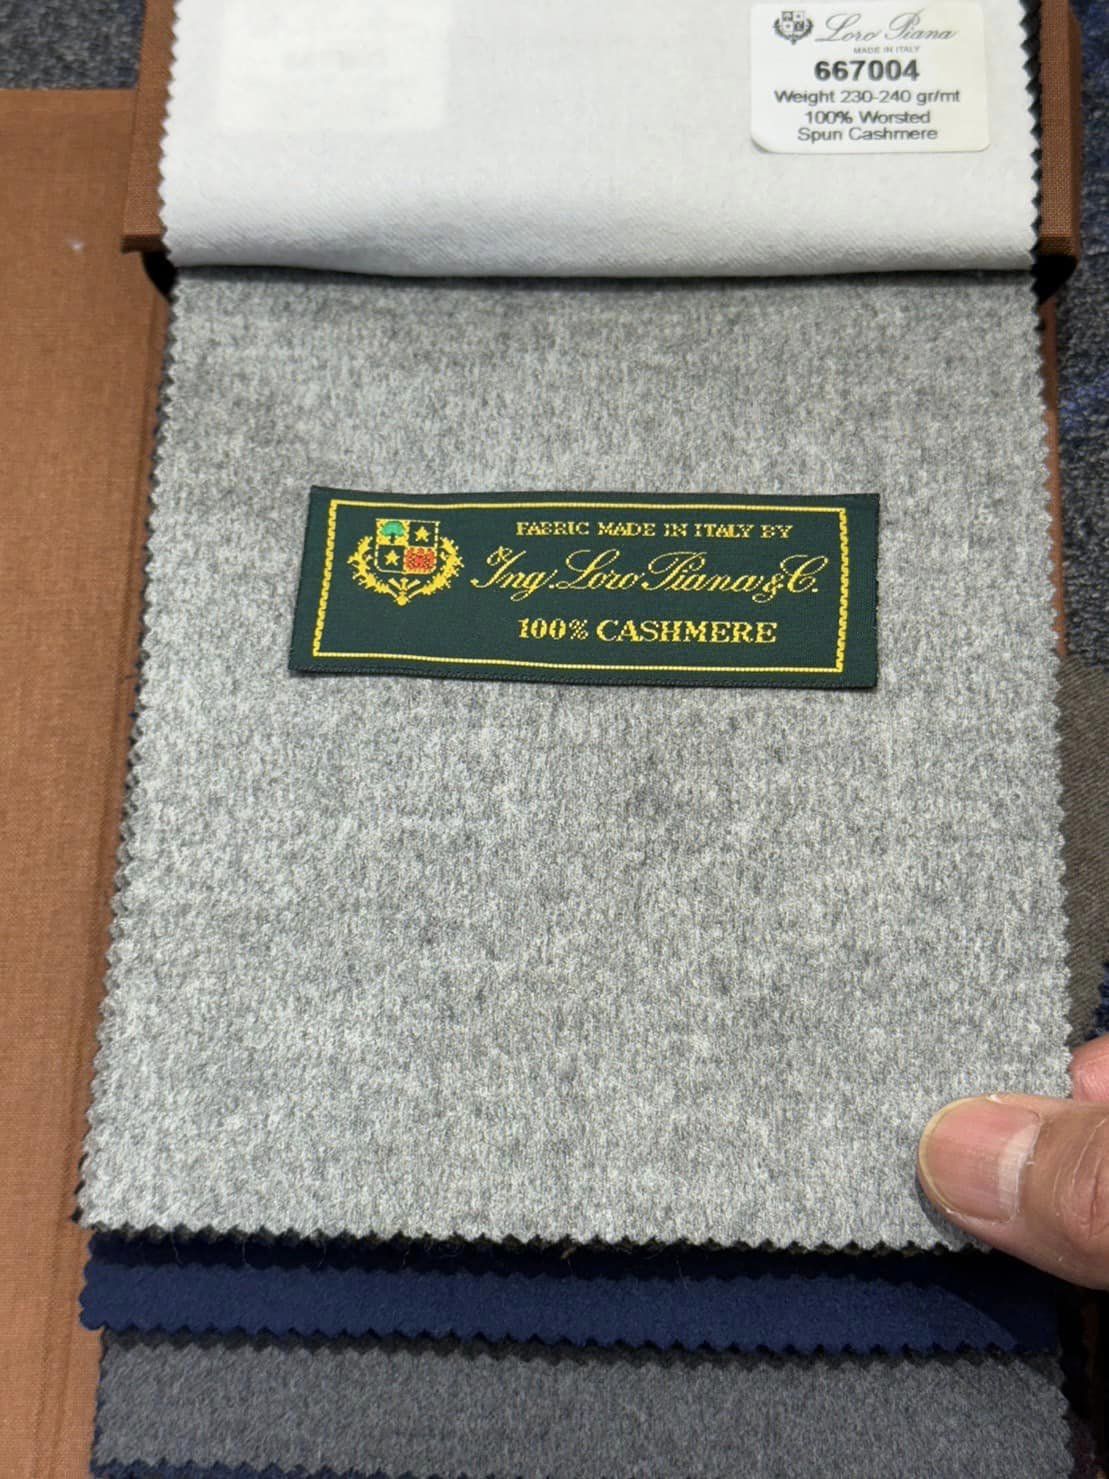 Loro Piana
MADE IN ITALY
667004
Weight 230-240 gr/mt
100% Worsted
Spun Cashmere
FABRIC MADE IN ITALY BY
Ing. Loro Piana & C.
100% CASHMERE